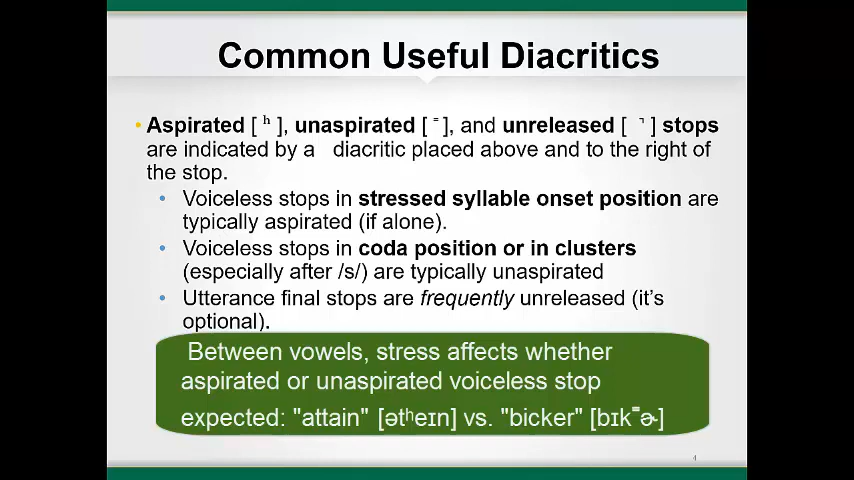 Common Useful Diacritics
• Aspirated [ ʰ ], unaspirated [ ⁼ ], and unreleased [ ̚ ] stops
are indicated by a diacritic placed above and to the right of
the stop.
• Voiceless stops in stressed syllable onset position are
typically aspirated (if alone).
• Voiceless stops in coda position or in clusters
(especially after /s/) are typically unaspirated
• Utterance final stops are frequently unreleased (it's
optional).
Between vowels, stress affects whether
aspirated or unaspirated voiceless stop
expected: "attain" [ətʰeɪn] vs. "bicker" [bɪk⁼ɚ]
4